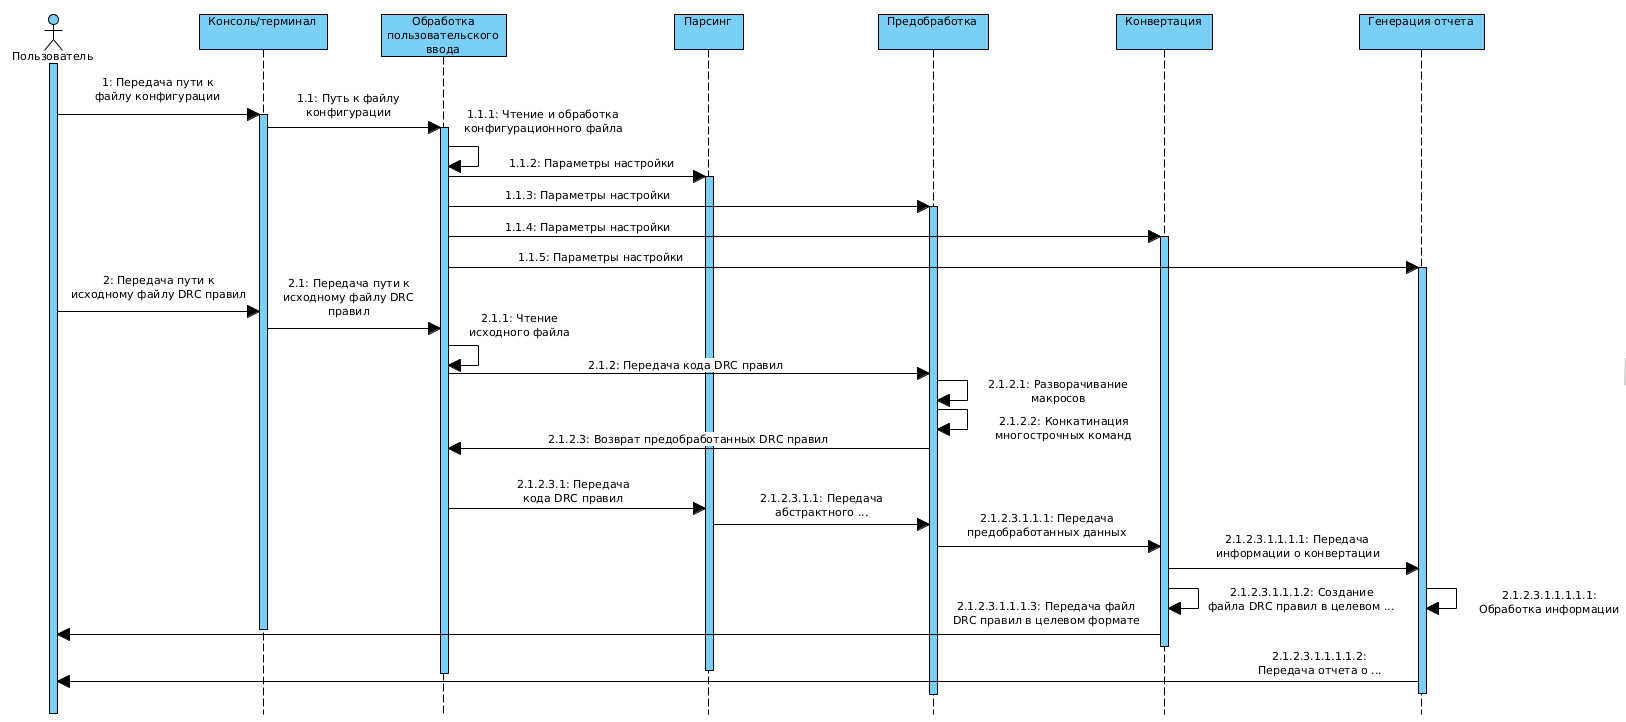 Пользователь
Консоль/терминал
Обработка
пользовательского
ввода
Парсинг
Предобработка
Конвертация
Генерация отчета
1: Передача пути к
файлу конфигурации
1.1: Путь к файлу
конфигурации
1.1.1: Чтение и обработка
конфигурационного файла
1.1.2: Параметры настройки
1.1.3: Параметры настройки
1.1.4: Параметры настройки
1.1.5: Параметры настройки
2: Передача пути к
исходному файлу DRC правил
2.1: Передача пути к
исходному файлу DRC
правил
2.1.1: Чтение
исходного файла
2.1.2: Передача кода DRC правил
2.1.2.1: Разворачивание
макросов
2.1.2.2: Конкатинация
многострочных команд
2.1.2.3: Возврат предобработанных DRC правил
2.1.2.3.1: Передача
кода DRC правил
2.1.2.3.1.1: Передача
абстрактного ...
2.1.2.3.1.1.1: Передача
предобработанных данных
2.1.2.3.1.1.1.1: Передача
информации о конвертации
2.1.2.3.1.1.1.2: Создание
файла DRC правил в целевом ...
2.1.2.3.1.1.1.1.1:
Обработка информации
2.1.2.3.1.1.1.3: Передача файл
DRC правил в целевом формате
2.1.2.3.1.1.1.1.2:
Передача отчета о ...